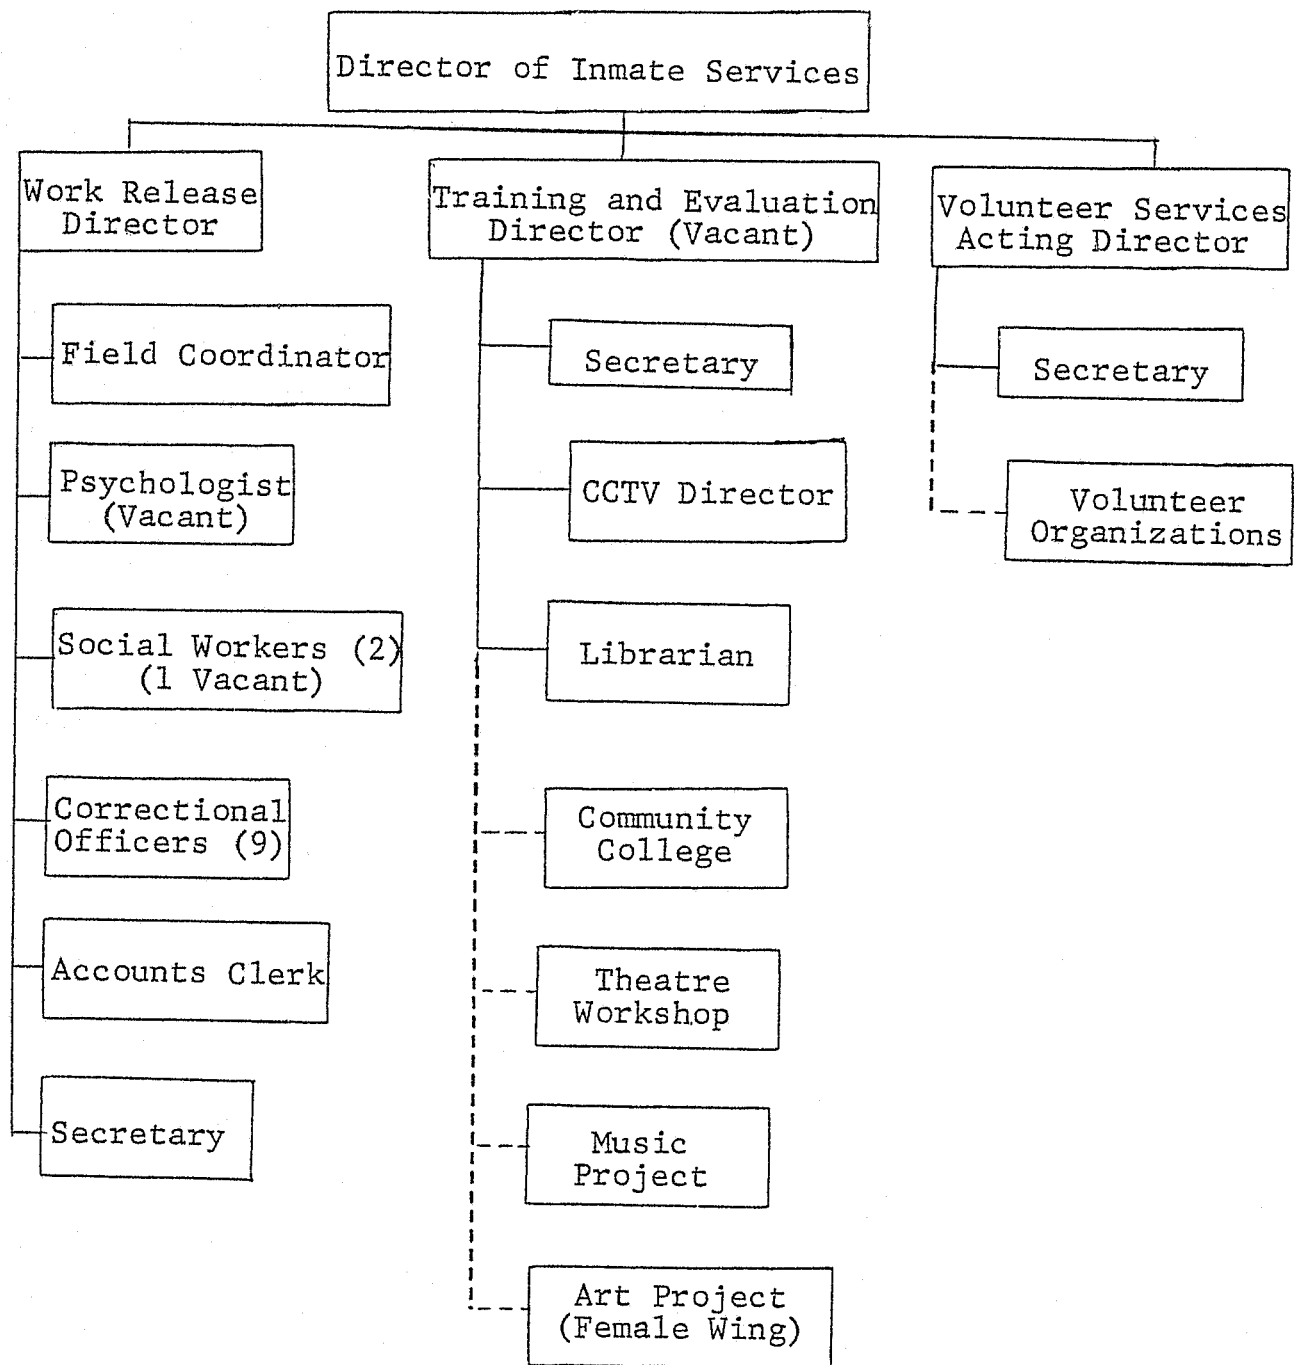 Director of Inmate Services
Work Release
Director
Training and Evaluation
Director (Vacant)
Volunteer Services
Acting Director
Field Coordinator
Psychologist
(Vacant)
Social Workers (2)
(1 Vacant)
Correctional
Officers (9)
Accounts Clerk
Secretary
Secretary
CCTV Director
Librarian
Community
College
Theatre
Workshop
Music
Project
Art Project
(Female Wing)
Secretary
Volunteer
Organizations